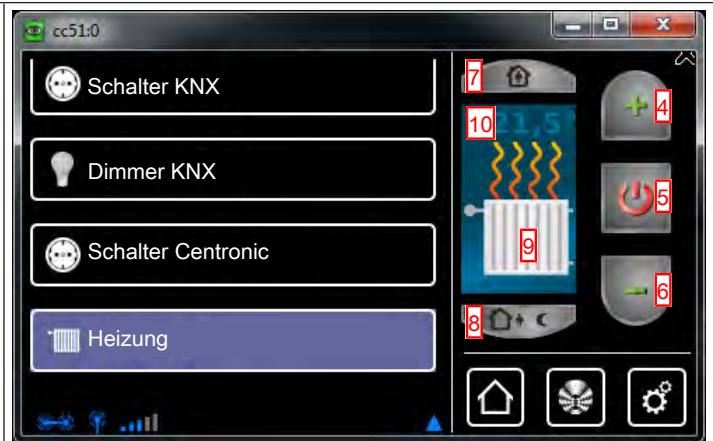 cc51:0
Schalter KNX
Dimmer KNX
Schalter Centronic
Heizung
7
10
21,5
9
8
4
5
6